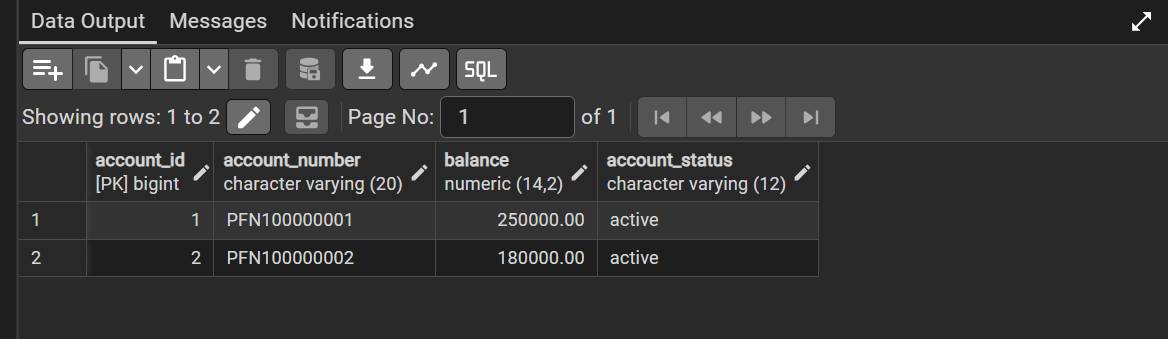 Data Output Messages Notifications
SQL
Showing rows: 1 to 2 Page No: 1 of 1
account_id account_number balance account_status
[PK] bigint character varying (20) numeric (14,2) character varying (12)
1 1 PFN100000001 250000.00 active
2 2 PFN100000002 180000.00 active